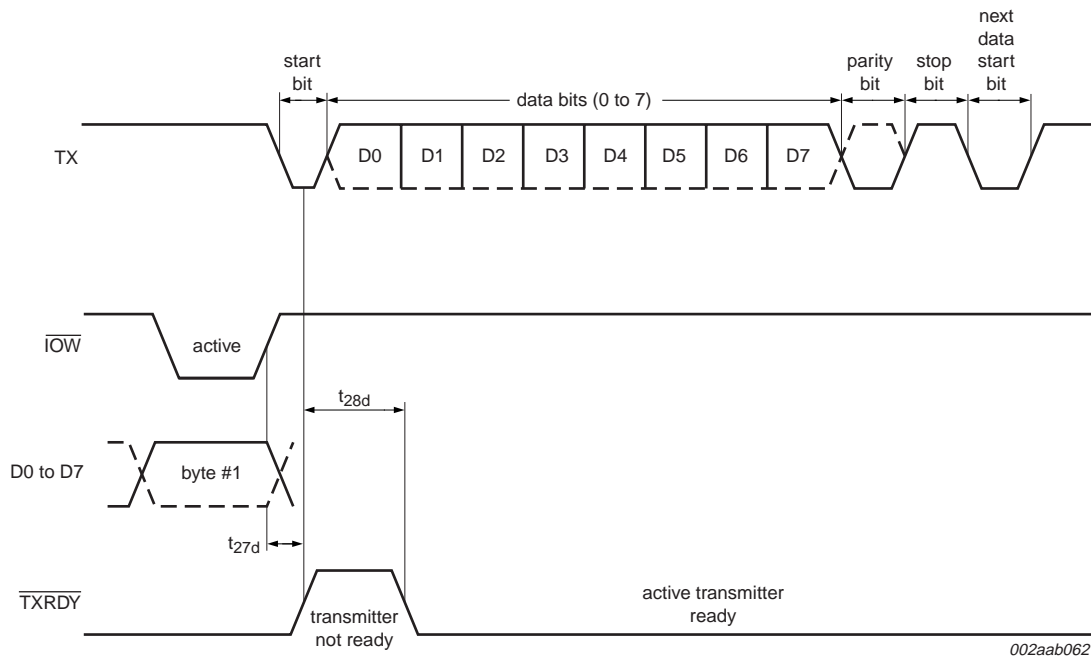 next
data
start
bit
start
bit
parity
bit
stop
bit
data bits (0 to 7)
TX
D0 D1 D2 D3 D4 D5 D6 D7
IOW
active
t28d
D0 to D7
byte #1
t27d
TXRDY
active transmitter
ready
transmitter
not ready
002aab062